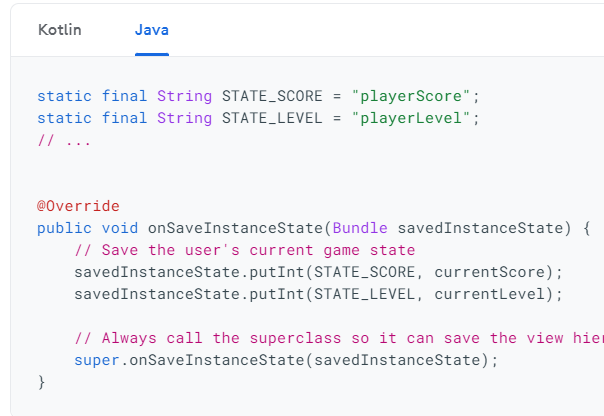 Kotlin Java
static final String STATE_SCORE = "playerScore";
static final String STATE_LEVEL = "playerLevel";
// ...
@Override
public void onSaveInstanceState(Bundle savedInstanceState) {
// Save the user's current game state
savedInstanceState.putInt(STATE_SCORE, currentScore);
savedInstanceState.putInt(STATE_LEVEL, currentLevel);
// Always call the superclass so it can save the view
super.onSaveInstanceState(savedInstanceState);
}